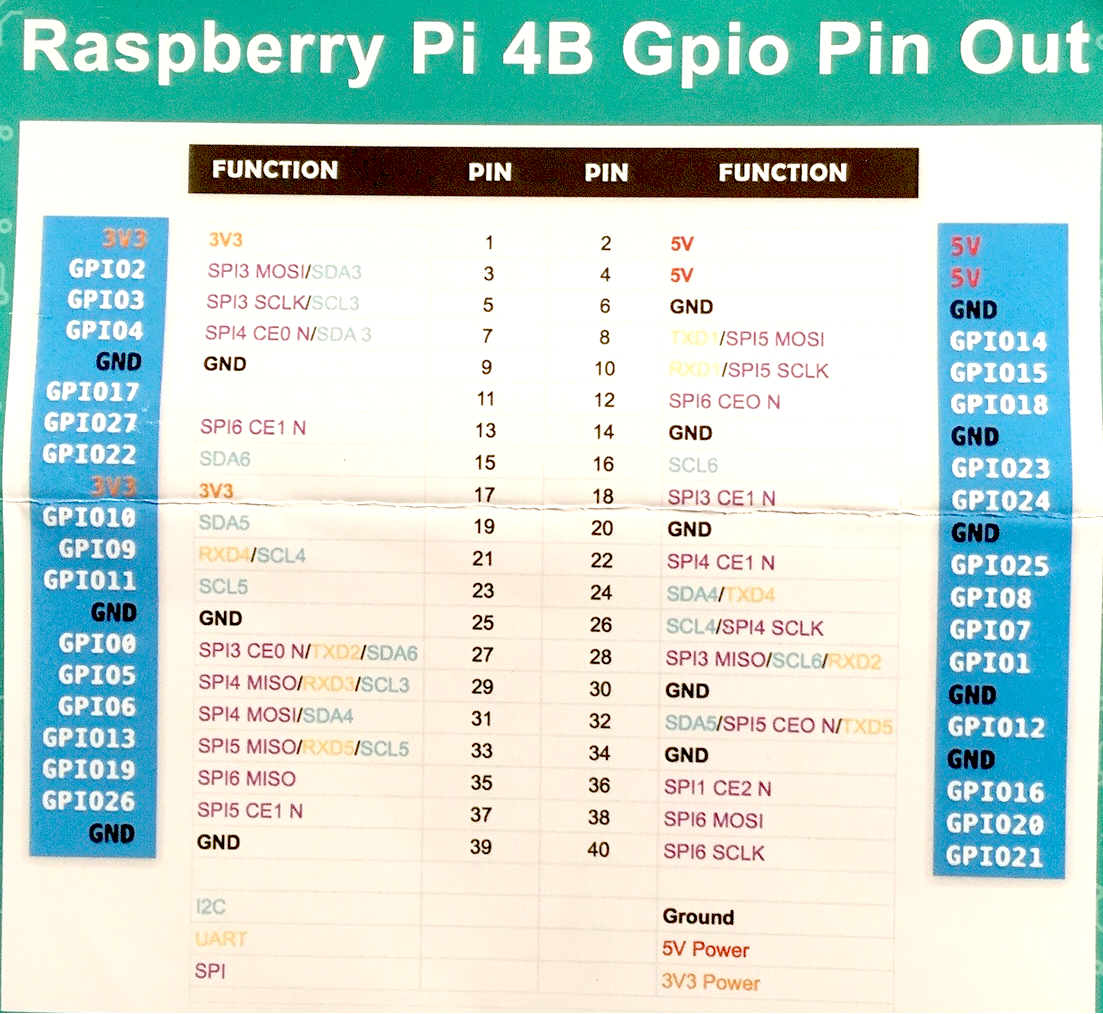 Raspberry Pi 4B Gpio Pin Out
FUNCTION PIN PIN FUNCTION
3V3 3V3 1 2 5V 5V
GPIO2 SPI3 MOSI/SDA3 3 4 5V 5V
GPIO3 SPI3 SCLK/SCL3 5 6 GND GND
GPIO4 SPI4 CE0 N/SDA 3 7 8 TXD1/SPI5 MOSI GPIO14
GND GND 9 10 RXD1/SPI5 SCLK GPIO15
GPIO17 11 12 SPI6 CEO N GPIO18
GPIO27 SPI6 CE1 N 13 14 GND GND
GPIO22 SDA6 15 16 SCL6 GPIO23
3V3 3V3 17 18 SPI3 CE1 N GPIO24
GPIO10 SDA5 19 20 GND GND
GPIO9 RXD4/SCL4 21 22 SPI4 CE1 N GPIO25
GPIO11 SCL5 23 24 SDA4/TXD4 GPIO8
GND GND 25 26 SCL4/SPI4 SCLK GPIO7
GPIO0 SPI3 CE0 N/TXD2/SDA6 27 28 SPI3 MISO/SCL6/RXD2 GPIO1
GPIO5 SPI4 MISO/RXD3/SCL3 29 30 GND GND
GPIO6 SPI4 MOSI/SDA4 31 32 SDA5/SPI5 CEO N/TXD5 GPIO12
GPIO13 SPI5 MISO/RXD5/SCL5 33 34 GND GND
GPIO19 SPI6 MISO 35 36 SPI1 CE2 N GPIO16
GPIO26 SPI5 CE1 N 37 38 SPI6 MOSI GPIO20
GND GND 39 40 SPI6 SCLK GPIO21
I2C Ground
UART 5V Power
SPI 3V3 Power